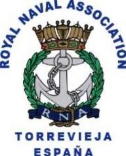 ROYAL NAVAL ASSOCIATION
R N A
TORREVIEJA
ESPAÑA